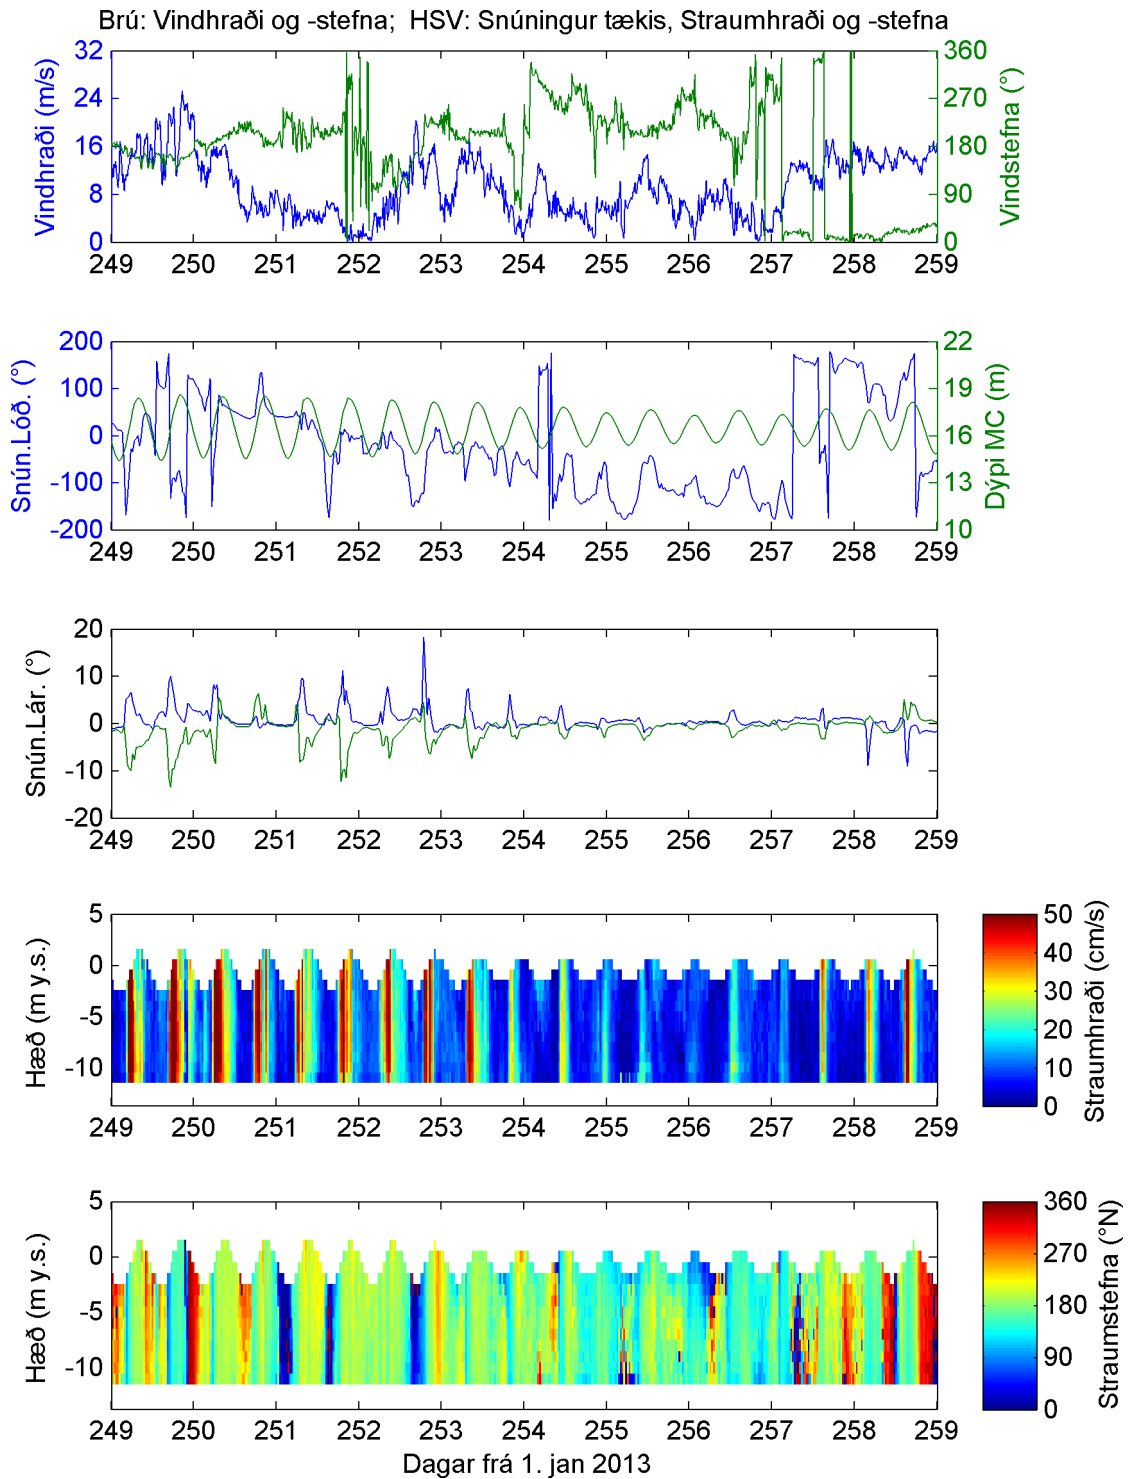 Brú: Vindhraði og -stefna;  HSV: Snúningur tækis, Straumhraði og -stefna
Vindhraði (m/s)
32
24
16
8
0
360
270
180
90
0
Vindstefna (°)
249 250 251 252 253 254 255 256 257 258 259
Snún.Lóð. (°)
200
100
0
-100
-200
22
19
16
13
10
Dýpi MC (m)
249 250 251 252 253 254 255 256 257 258 259
Snún.Lár. (°)
20
10
0
-10
-20
249 250 251 252 253 254 255 256 257 258 259
Hæð (m y.s.)
5
0
-5
-10
249 250 251 252 253 254 255 256 257 258 259
50
40
30
20
10
0
Straumhraði (cm/s)
Hæð (m y.s.)
5
0
-5
-10
249 250 251 252 253 254 255 256 257 258 259
360
270
180
90
0
Straumstefna (°N)
Dagar frá 1. jan 2013